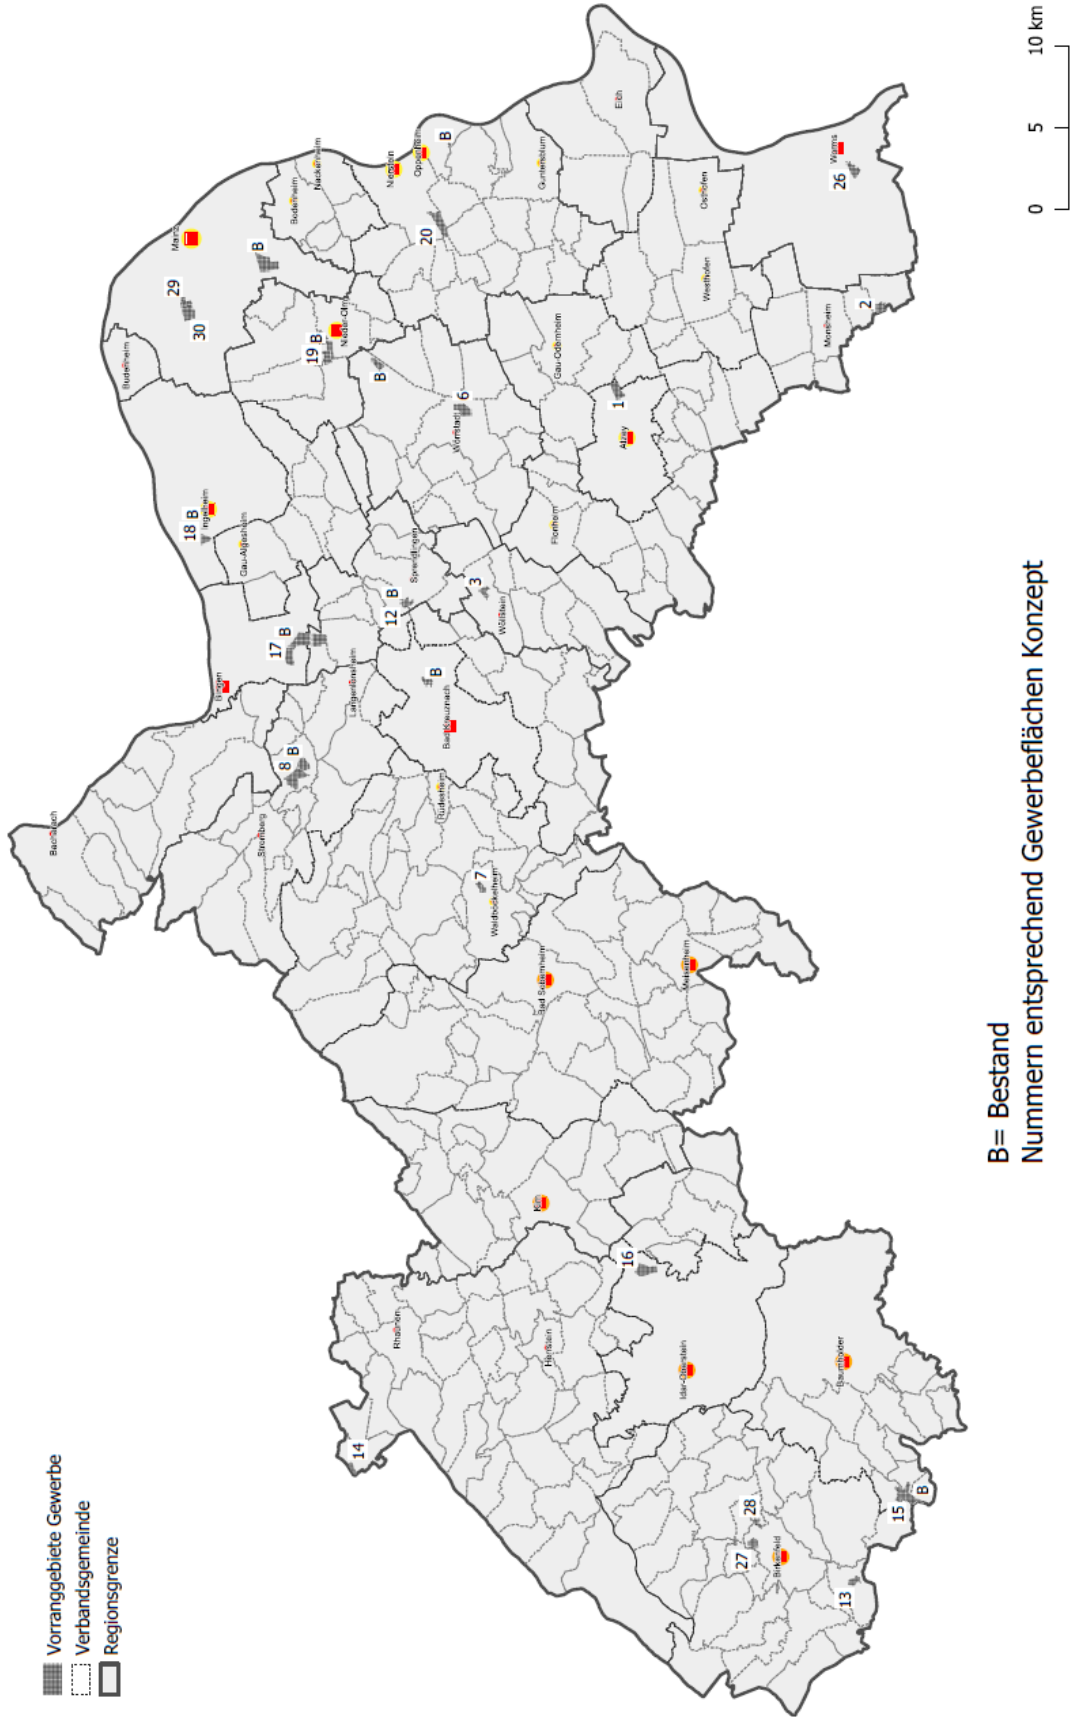 Vorranggebiete Gewerbe
Verbandsgemeinde
Regionsgrenze
Bacharach
Stromberg
8 B
Bingen
17 B
18 B
Ingelheim
Gau-Algesheim
Budenheim
29
30
Mainz
B
Bodenheim
Nackenheim
19 B
Nieder-Olm
B
Nierstein
Oppenheim
B
20
Guntersblum
Eich
Langenlonsheim
12 B
Sprendlingen
B
Bad Kreuznach
3
Wöllstein
6
Wörrstadt
Gau-Odernheim
Flonheim
1
Alzey
Osthofen
Westhofen
Worms
26
Monsheim
2
Rüdesheim
7
Waldböckelheim
Bad Sobernheim
Meisenheim
Kirn
14
Rhaunen
Herrstein
16
Idar-Oberstein
Baumholder
27
28
Birkenfeld
13
15
B
B= Bestand
Nummern entsprechend Gewerbeflächen Konzept
0 5 10 km